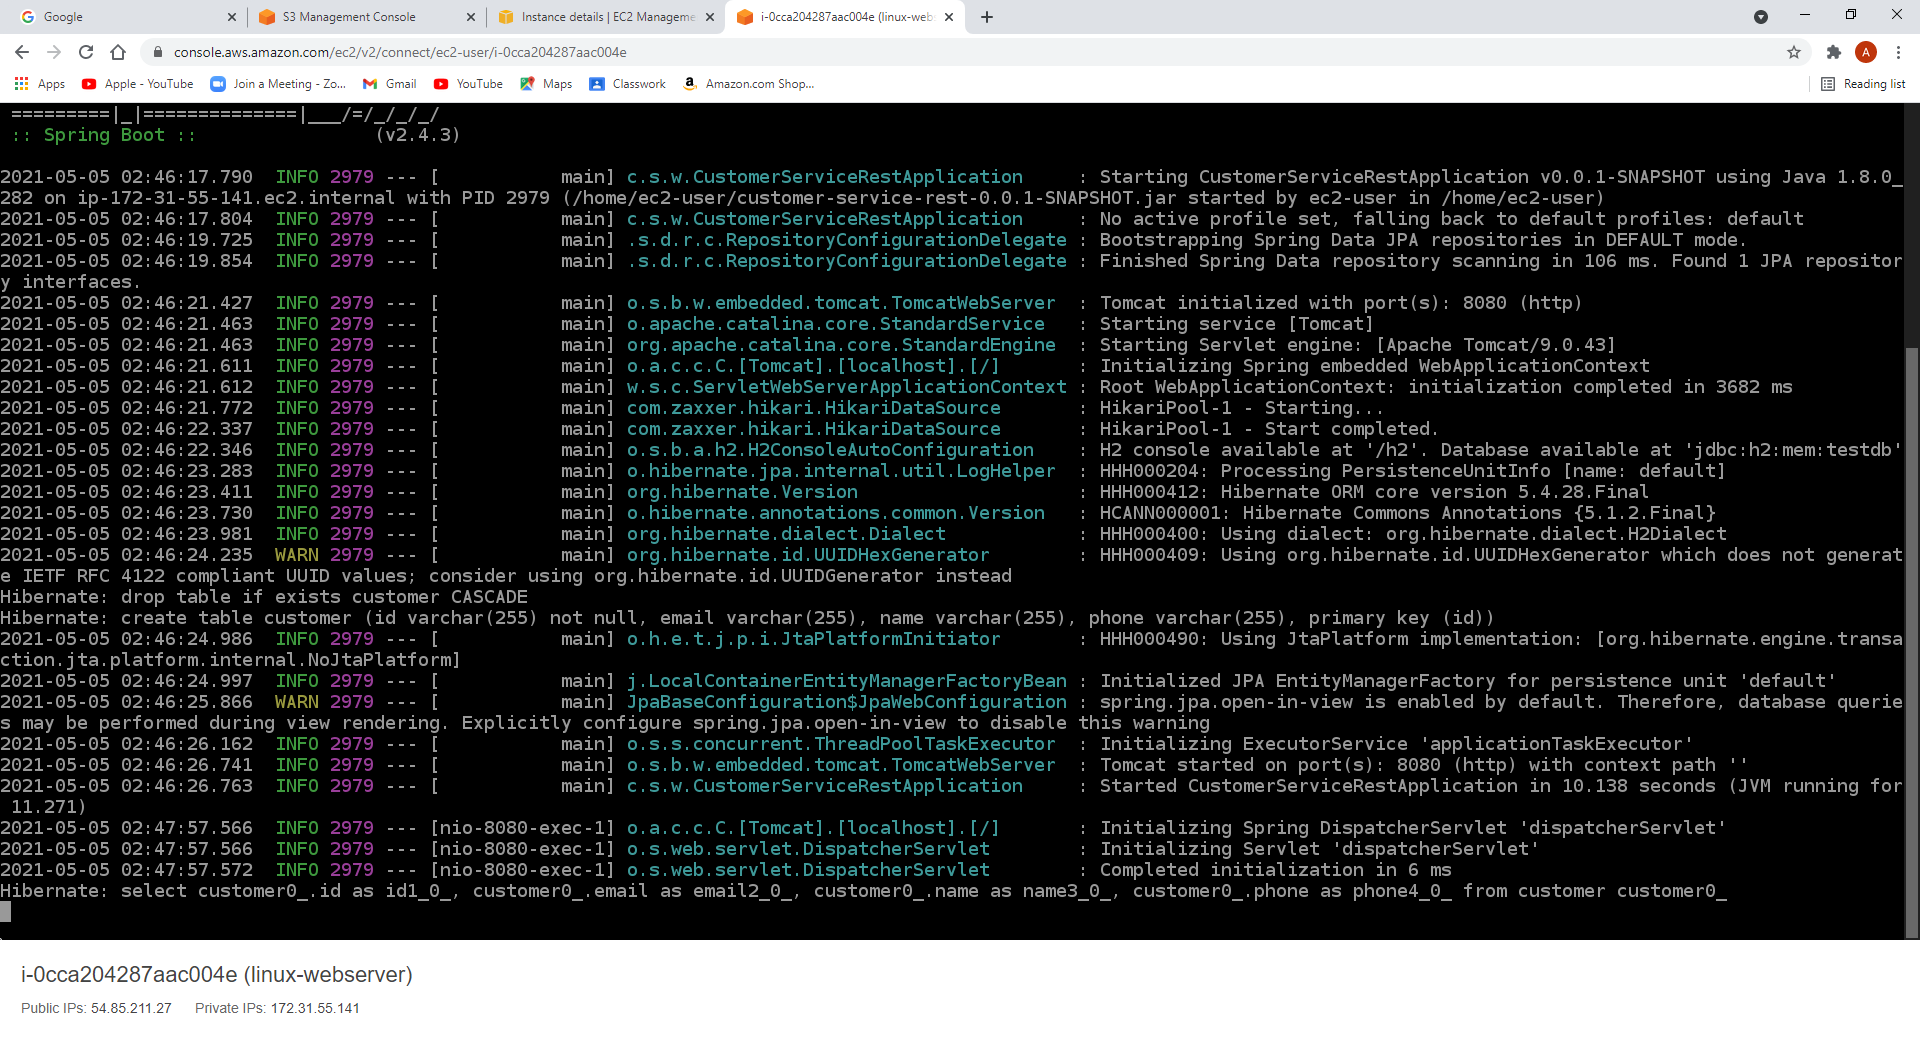 Google
S3 Management Console
Instance details | EC2 Manageme
i-0cca204287aac004e (linux-webs
console.aws.amazon.com/ec2/v2/connect/ec2-user/i-0cca204287aac004e
A
Apps
Apple - YouTube
Join a Meeting - Zo...
Gmail
YouTube
Maps
Classwork
Amazon.com Shop...
Reading list
=========|_|==============|___/=/_/_/_/
:: Spring Boot ::                (v2.4.3)
2021-05-05 02:46:17.790  INFO 2979 --- [           main] c.s.w.CustomerServiceRestApplication     : Starting CustomerServiceRestApplication v0.0.1-SNAPSHOT using Java 1.8.0_
282 on ip-172-31-55-141.ec2.internal with PID 2979 (/home/ec2-user/customer-service-rest-0.0.1-SNAPSHOT.jar started by ec2-user in /home/ec2-user)
2021-05-05 02:46:17.804  INFO 2979 --- [           main] c.s.w.CustomerServiceRestApplication     : No active profile set, falling back to default profiles: default
2021-05-05 02:46:19.725  INFO 2979 --- [           main] .s.d.r.c.RepositoryConfigurationDelegate : Bootstrapping Spring Data JPA repositories in DEFAULT mode.
2021-05-05 02:46:19.854  INFO 2979 --- [           main] .s.d.r.c.RepositoryConfigurationDelegate : Finished Spring Data repository scanning in 106 ms. Found 1 JPA repositor
y interfaces.
2021-05-05 02:46:21.427  INFO 2979 --- [           main] o.s.b.w.embedded.tomcat.TomcatWebServer  : Tomcat initialized with port(s): 8080 (http)
2021-05-05 02:46:21.463  INFO 2979 --- [           main] o.apache.catalina.core.StandardService   : Starting service [Tomcat]
2021-05-05 02:46:21.463  INFO 2979 --- [           main] org.apache.catalina.core.StandardEngine  : Starting Servlet engine: [Apache Tomcat/9.0.43]
2021-05-05 02:46:21.611  INFO 2979 --- [           main] o.a.c.c.C.[Tomcat].[localhost].[/]       : Initializing Spring embedded WebApplicationContext
2021-05-05 02:46:21.612  INFO 2979 --- [           main] w.s.c.ServletWebServerApplicationContext : Root WebApplicationContext: initialization completed in 3682 ms
2021-05-05 02:46:21.772  INFO 2979 --- [           main] com.zaxxer.hikari.HikariDataSource       : HikariPool-1 - Starting...
2021-05-05 02:46:22.337  INFO 2979 --- [           main] com.zaxxer.hikari.HikariDataSource       : HikariPool-1 - Start completed.
2021-05-05 02:46:22.346  INFO 2979 --- [           main] o.s.b.a.h2.H2ConsoleAutoConfiguration    : H2 console available at '/h2'. Database available at 'jdbc:h2:mem:testdb'
2021-05-05 02:46:23.283  INFO 2979 --- [           main] o.hibernate.jpa.internal.util.LogHelper  : HHH000204: Processing PersistenceUnitInfo [name: default]
2021-05-05 02:46:23.411  INFO 2979 --- [           main] org.hibernate.Version                    : HHH000412: Hibernate ORM core version 5.4.28.Final
2021-05-05 02:46:23.730  INFO 2979 --- [           main] o.hibernate.annotations.common.Version   : HCANN000001: Hibernate Commons Annotations {5.1.2.Final}
2021-05-05 02:46:23.981  INFO 2979 --- [           main] org.hibernate.dialect.Dialect            : HHH000400: Using dialect: org.hibernate.dialect.H2Dialect
2021-05-05 02:46:24.235  WARN 2979 --- [           main] org.hibernate.id.UUIDHexGenerator        : HHH000409: Using org.hibernate.id.UUIDHexGenerator which does not generat
e IETF RFC 4122 compliant UUID values; consider using org.hibernate.id.UUIDGenerator instead
Hibernate: drop table if exists customer CASCADE
Hibernate: create table customer (id varchar(255) not null, email varchar(255), name varchar(255), phone varchar(255), primary key (id))
2021-05-05 02:46:24.986  INFO 2979 --- [           main] o.h.e.t.j.p.i.JtaPlatformInitiator       : HHH000490: Using JtaPlatform implementation: [org.hibernate.engine.transa
ction.jta.platform.internal.NoJtaPlatform]
2021-05-05 02:46:24.997  INFO 2979 --- [           main] j.LocalContainerEntityManagerFactoryBean : Initialized JPA EntityManagerFactory for persistence unit 'default'
2021-05-05 02:46:25.866  WARN 2979 --- [           main] JpaBaseConfiguration$JpaWebConfiguration : spring.jpa.open-in-view is enabled by default. Therefore, database querie
s may be performed during view rendering. Explicitly configure spring.jpa.open-in-view to disable this warning
2021-05-05 02:46:26.162  INFO 2979 --- [           main] o.s.s.concurrent.ThreadPoolTaskExecutor  : Initializing ExecutorService 'applicationTaskExecutor'
2021-05-05 02:46:26.741  INFO 2979 --- [           main] o.s.b.w.embedded.tomcat.TomcatWebServer  : Tomcat started on port(s): 8080 (http) with context path ''
2021-05-05 02:46:26.763  INFO 2979 --- [           main] c.s.w.CustomerServiceRestApplication     : Started CustomerServiceRestApplication in 10.138 seconds (JVM running for
11.271)
2021-05-05 02:47:57.566  INFO 2979 --- [nio-8080-exec-1] o.a.c.c.C.[Tomcat].[localhost].[/]       : Initializing Spring DispatcherServlet 'dispatcherServlet'
2021-05-05 02:47:57.566  INFO 2979 --- [nio-8080-exec-1] o.s.web.servlet.DispatcherServlet        : Initializing Servlet 'dispatcherServlet'
2021-05-05 02:47:57.572  INFO 2979 --- [nio-8080-exec-1] o.s.web.servlet.DispatcherServlet        : Completed initialization in 6 ms
Hibernate: select customer0_.id as id1_0_, customer0_.email as email2_0_, customer0_.name as name3_0_, customer0_.phone as phone4_0_ from customer customer0_
i-0cca204287aac004e (linux-webserver)
Public IPs: 54.85.211.27 Private IPs: 172.31.55.141